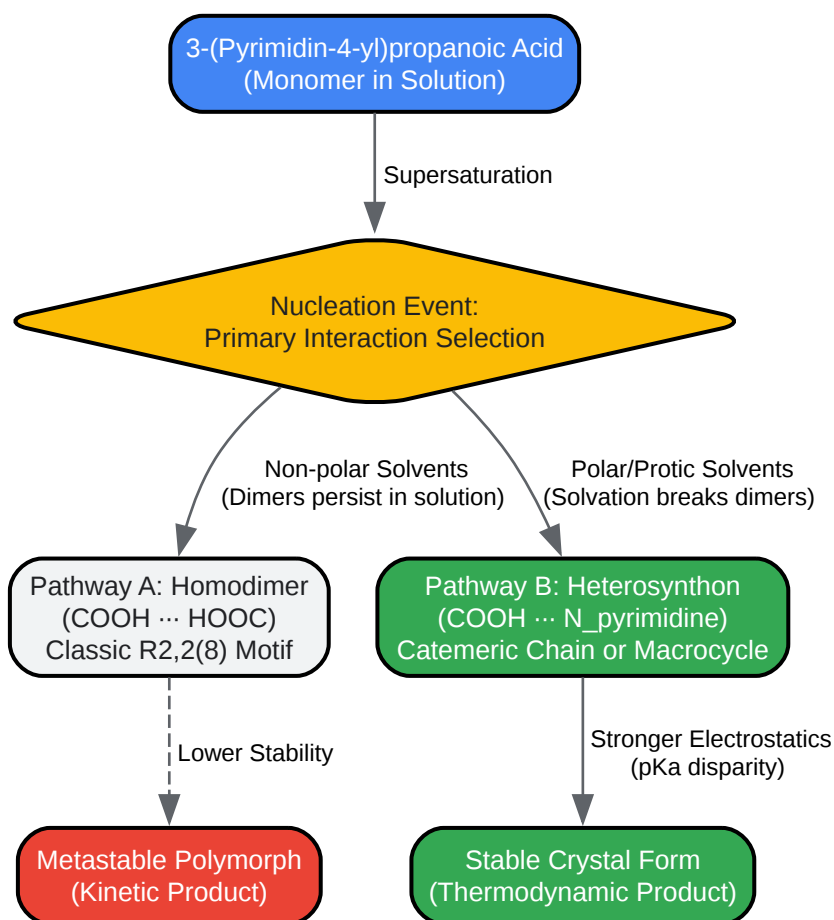 3-(Pyrimidin-4-yl)propanoic Acid
(Monomer in Solution)
Supersaturation
Nucleation Event:
Primary Interaction Selection
Non-polar Solvents
(Dimers persist in solution)
Polar/Protic Solvents
(Solvation breaks dimers)
Pathway A: Homodimer
(COOH ··· HOOC)
Classic R2,2(8) Motif
Pathway B: Heterosynthon
(COOH ··· N_pyrimidine)
Catemeric Chain or Macrocycle
Lower Stability
Stronger Electrostatics
(pKa disparity)
Metastable Polymorph
(Kinetic Product)
Stable Crystal Form
(Thermodynamic Product)